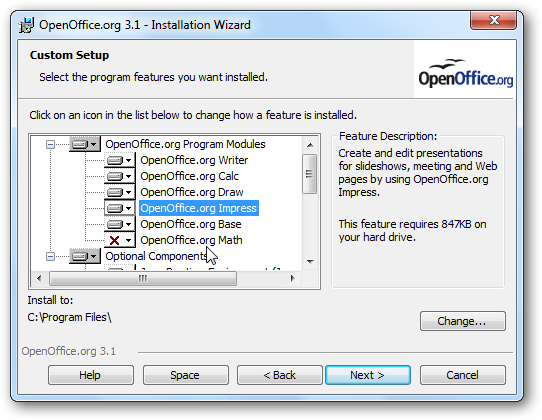 OpenOffice.org 3.1 - Installation Wizard
Custom Setup
Select the program features you want installed.
OpenOffice.org
Click on an icon in the list below to change how a feature is installed.
OpenOffice.org Program Modules
OpenOffice.org Writer
OpenOffice.org Calc
OpenOffice.org Draw
OpenOffice.org Impress
OpenOffice.org Base
OpenOffice.org Math
Optional Components
Feature Description:
Create and edit presentations
for slideshows, meeting and Web
pages by using OpenOffice.org
Impress.
This feature requires 847KB on
your hard drive.
Install to:
C:\Program Files\
Change...
OpenOffice.org 3.1
Help
Space
< Back
Next >
Cancel